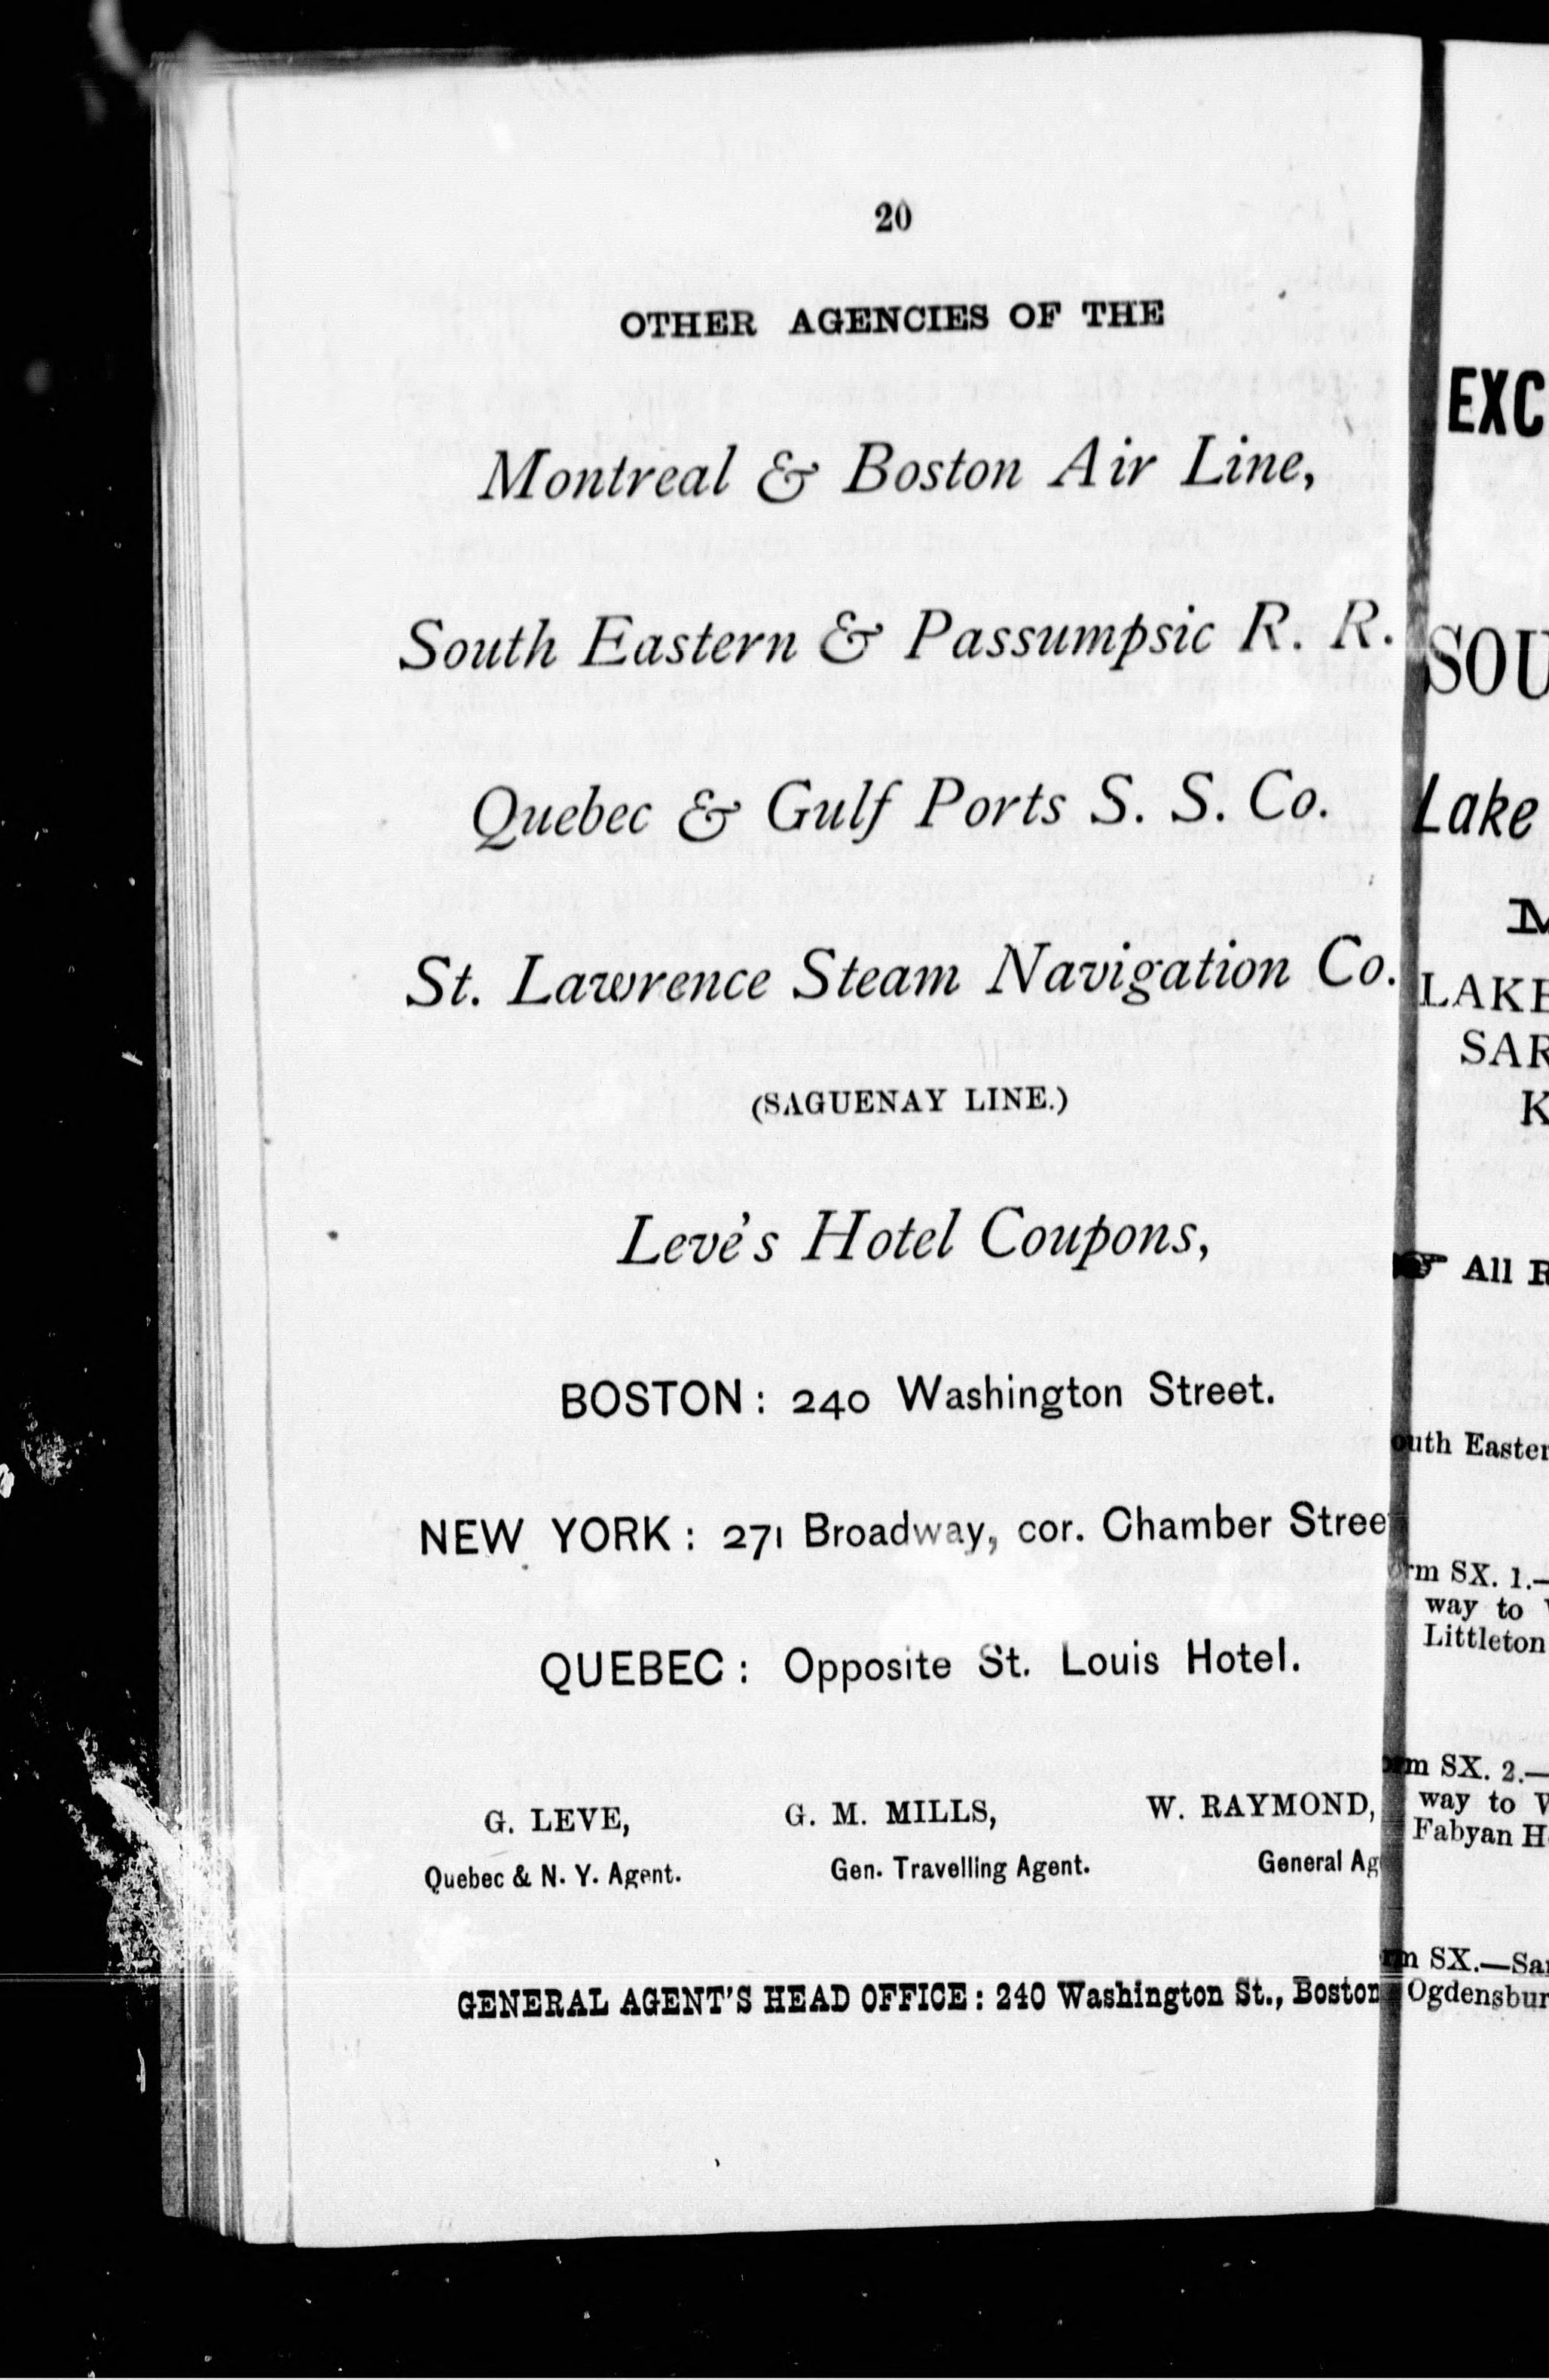 20
OTHER AGENCIES OF THE
Montreal & Boston Air Line,
South Eastern & Passumpsic R. R.
Quebec & Gulf Ports S. S. Co.
St. Lawrence Steam Navigation Co.
(SAGUENAY LINE.)
Levé's Hotel Coupons,
BOSTON: 240 Washington Street.
NEW YORK: 271 Broadway, cor. Chamber Stree
QUEBEC: Opposite St. Louis Hotel.
G. LEVE, G. M. MILLS, W. RAYMOND,
Quebec & N. Y. Agent. Gen. Travelling Agent. General Ag
GENERAL AGENT'S HEAD OFFICE: 240 Washington St., Boston
EXC
SOU
Lake
LAKE
SAR
K
☞ All R
outh Easter
rm SX. 1.—
way to
Littleton
rm SX. 2.—
way to
Fabyan H
m SX.—Sar
Ogdensbur